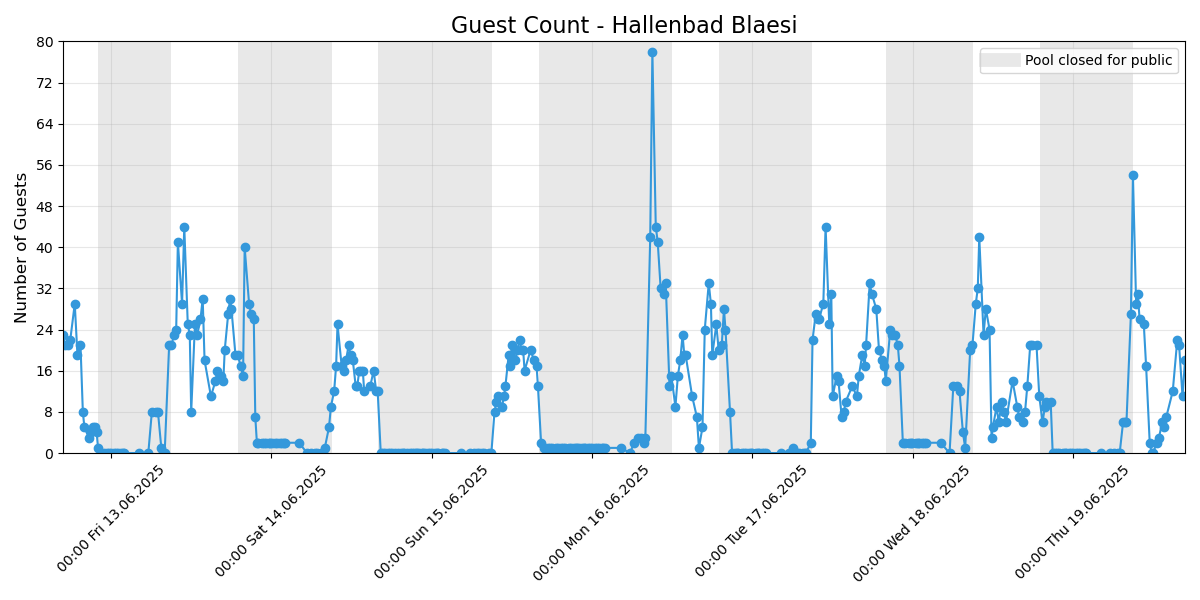 Guest Count - Hallenbad Blaesi
Pool closed for public
Number of Guests
80
72
64
56
48
40
32
24
16
8
0
00:00 Fri 13.06.2025
00:00 Sat 14.06.2025
00:00 Sun 15.06.2025
00:00 Mon 16.06.2025
00:00 Tue 17.06.2025
00:00 Wed 18.06.2025
00:00 Thu 19.06.2025